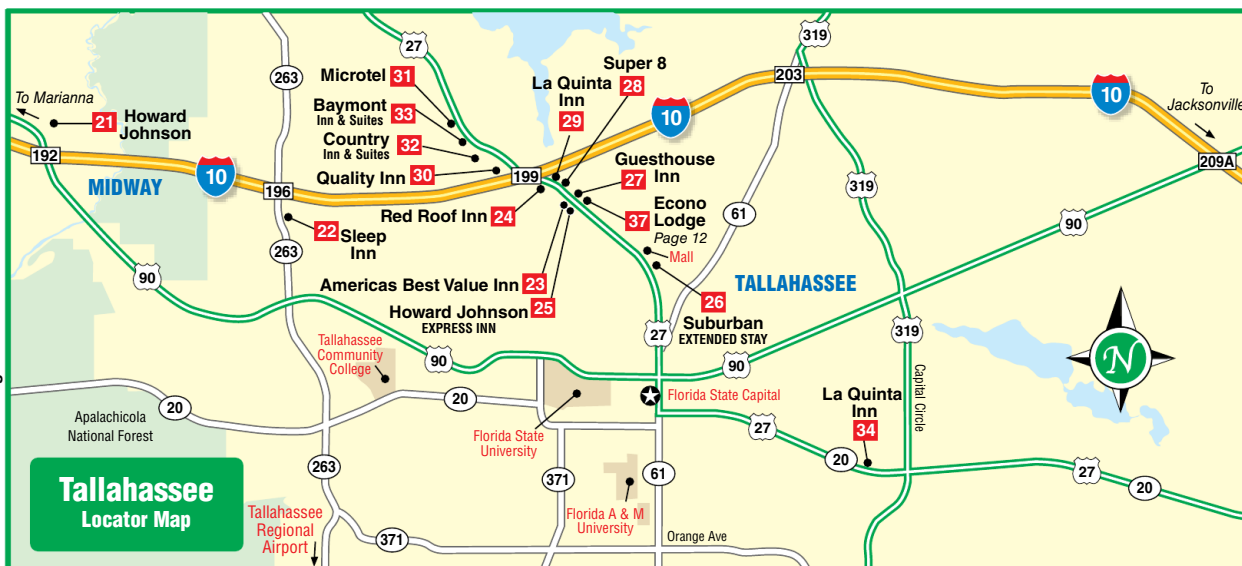 319
27
263
Super 8
Microtel 31
28
La Quinta
Inn
29
203
To Marianna
Baymont
Inn & Suites
33
10
10
To
Jacksonville
21 Howard
Johnson
Country
Inn & Suites
32
192
MIDWAY
10
196
Quality Inn 30
199
Guesthouse
Inn
27
209A
319
Red Roof Inn 24
Econo
Lodge
37
Page 12
61
90
22 Sleep
Inn
263
Mall
90
Americas Best Value Inn 23
TALLAHASSEE
26
Howard Johnson 25
EXPRESS INN
Suburban
EXTENDED STAY
27
319
N
Tallahassee
Community
College
90
90
Capital Circle
20
20
Florida State Capital
La Quinta
Inn
34
Apalachicola
National Forest
27
Florida State
University
20
263
371
61
27
20
Tallahassee
Locator Map
Tallahassee
Regional
Airport
Florida A & M
University
371
Orange Ave